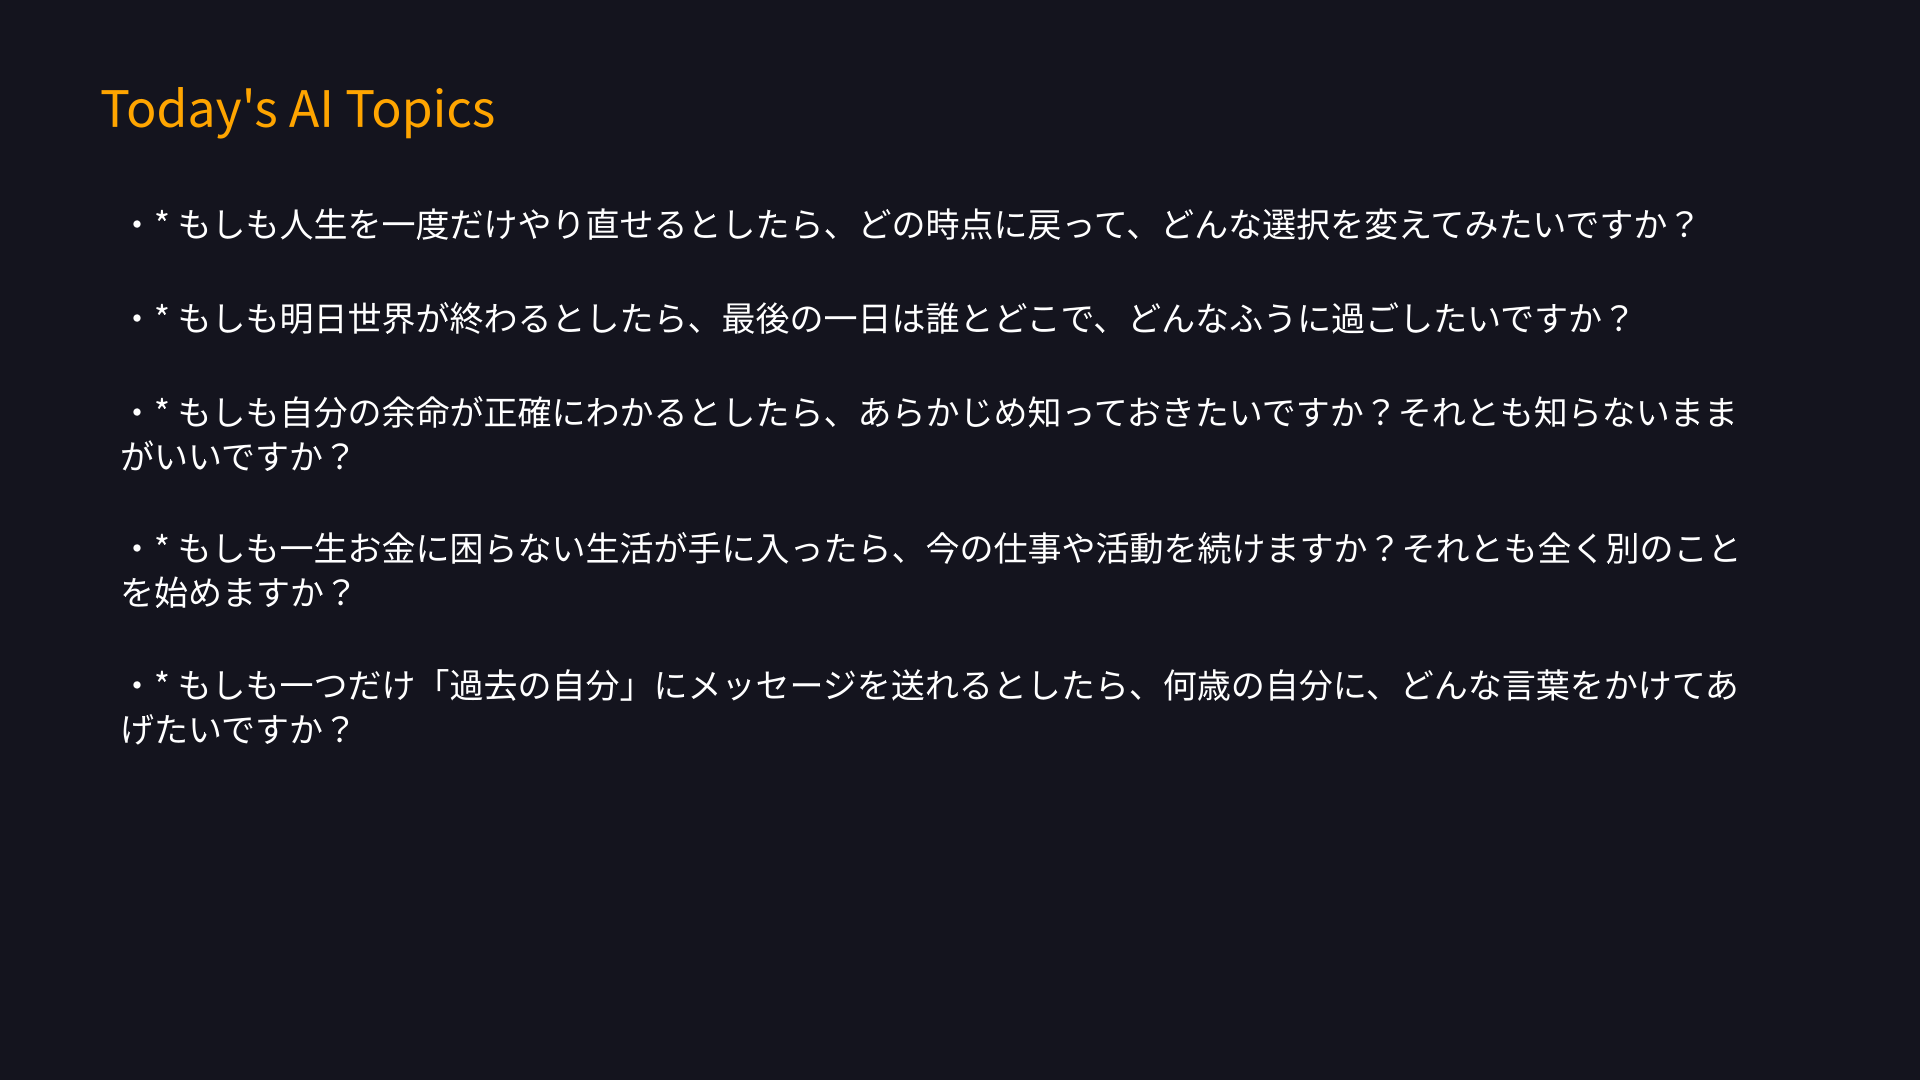 Today's AI Topics
・* もしも人生を一度だけやり直せるとしたら、どの時点に戻って、どんな選択を変えてみたいですか？
・* もしも明日世界が終わるとしたら、最後の一日は誰とどこで、どんなふうに過ごしたいですか？
・* もしも自分の余命が正確にわかるとしたら、あらかじめ知っておきたいですか？それとも知らないまま
がいいですか？
・* もしも一生お金に困らない生活が手に入ったら、今の仕事や活動を続けますか？それとも全く別のこと
を始めますか？
・* もしも一つだけ「過去の自分」にメッセージを送れるとしたら、何歳の自分に、どんな言葉をかけてあ
げたいですか？